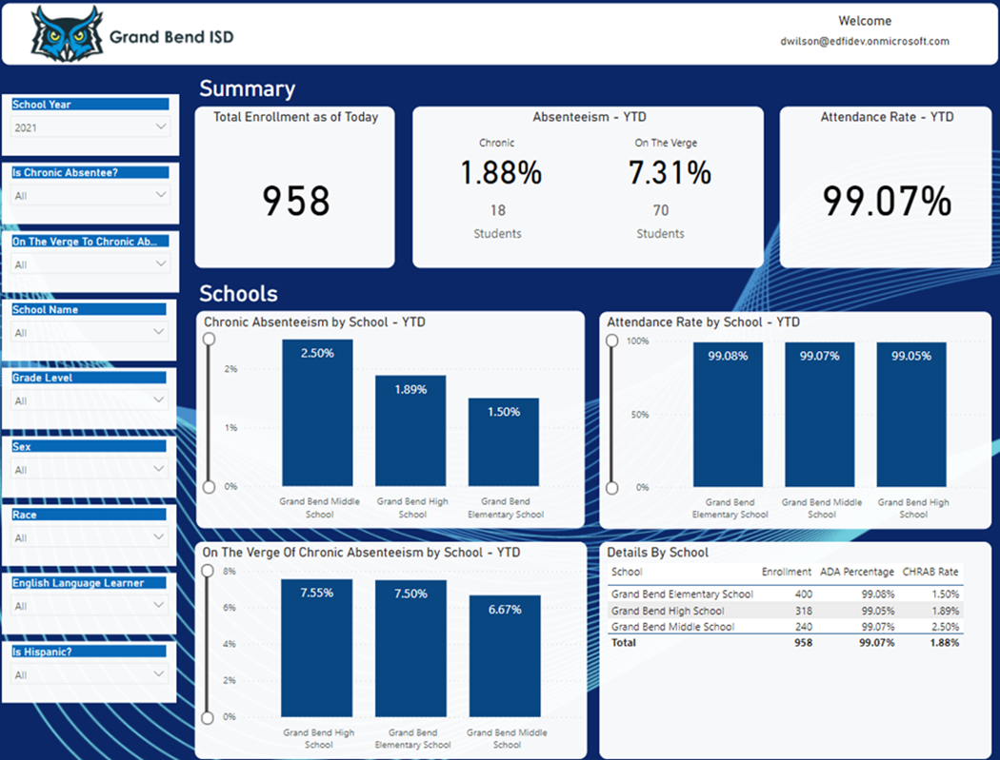 Grand Bend ISD
Welcome
dwilson@edfidev.onmicrosoft.com
School Year
2021
Is Chronic Absentee?
All
On The Verge To Chronic Ab...
All
School Name
All
Grade Level
All
Sex
All
Race
All
English Language Learner
All
Is Hispanic?
All
Summary
Total Enrollment as of Today
958
Absenteeism - YTD
Chronic
1.88%
18
Students
On The Verge
7.31%
70
Students
Attendance Rate - YTD
99.07%
Schools
Chronic Absenteeism by School - YTD
2%
1%
0%
2.50%
1.89%
1.50%
Grand Bend Middle
School
Grand Bend High
School
Grand Bend
Elementary School
Attendance Rate by School - YTD
100%
50%
0%
99.08%
99.07%
99.05%
Grand Bend
Elementary School
Grand Bend Middle
School
Grand Bend High
School
On The Verge Of Chronic Absenteeism by School - YTD
8%
6%
4%
2%
0%
7.55%
7.50%
6.67%
Grand Bend High
School
Grand Bend
Elementary School
Grand Bend Middle
School
Details By School
School Enrollment ADA Percentage CHRAB Rate
Grand Bend Elementary School 400 99.08% 1.50%
Grand Bend High School 318 99.05% 1.89%
Grand Bend Middle School 240 99.07% 2.50%
Total 958 99.07% 1.88%